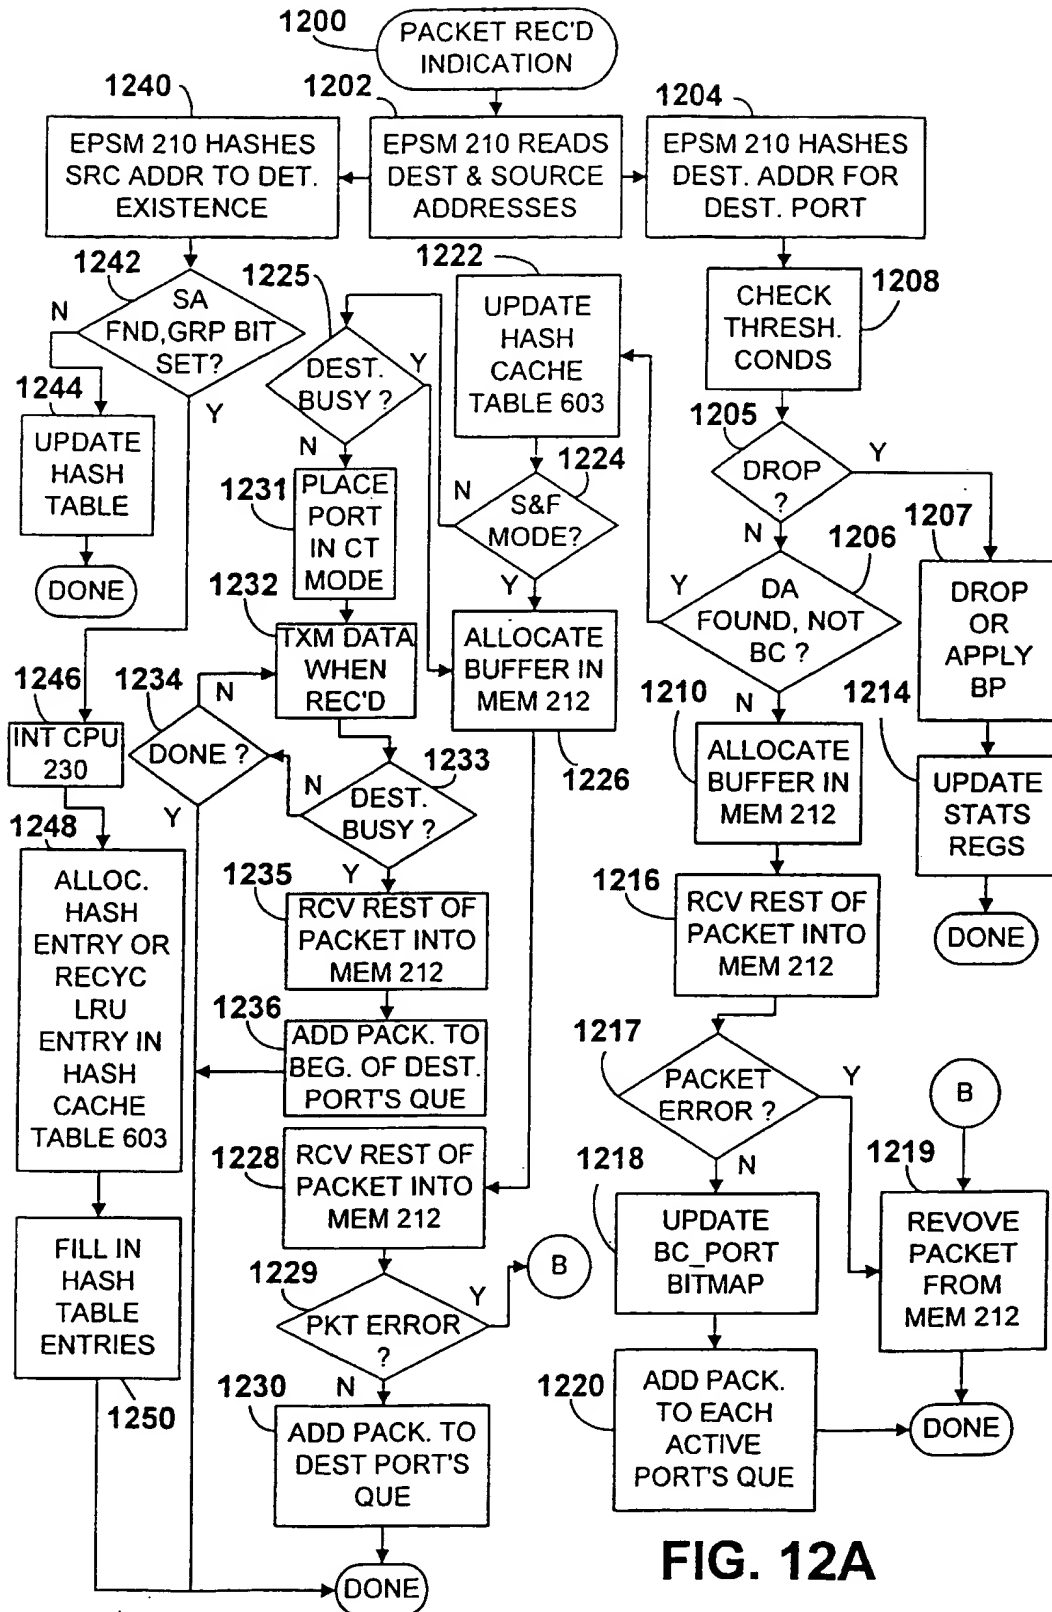 1200
PACKET REC'D
INDICATION
1240
1202
1204
EPSM 210 HASHES
SRC ADDR TO DET.
EXISTENCE
EPSM 210 READS
DEST & SOURCE
ADDRESSES
EPSM 210 HASHES
DEST. ADDR FOR
DEST. PORT
1242
SA
FND,GRP BIT
SET?
N
Y
1244
UPDATE
HASH
TABLE
DONE
1246
INT CPU
230
1248
ALLOC.
HASH
ENTRY OR
RECYC
LRU
ENTRY IN
HASH
CACHE
TABLE 603
FILL IN
HASH
TABLE
ENTRIES
1250
1225
DEST.
BUSY ?
Y
N
1231
PLACE
PORT
IN CT
MODE
1232
TXM DATA
WHEN
REC'D
1234
N
DONE ?
Y
1233
N
DEST.
BUSY ?
Y
1235
RCV REST OF
PACKET INTO
MEM 212
1236
ADD PACK. TO
BEG. OF DEST.
PORT'S QUE
1222
UPDATE
HASH
CACHE
TABLE 603
1224
N
S&F
MODE?
Y
ALLOCATE
BUFFER IN
MEM 212
1226
1228
RCV REST OF
PACKET INTO
MEM 212
1229
Y
B
PKT ERROR
?
N
1230
ADD PACK. TO
DEST PORT'S
QUE
DONE
CHECK
THRESH.
CONDS
1208
1205
Y
DROP
?
N
1207
DROP
OR
APPLY
BP
1214
UPDATE
STATS
REGS
DONE
1206
Y
DA
FOUND, NOT
BC ?
N
1210
ALLOCATE
BUFFER IN
MEM 212
1216
RCV REST OF
PACKET INTO
MEM 212
1217
PACKET
ERROR ?
Y
N
B
1218
UPDATE
BC_PORT
BITMAP
1219
REVOVE
PACKET
FROM
MEM 212
1220
ADD PACK.
TO EACH
ACTIVE
PORT'S QUE
DONE
FIG. 12A